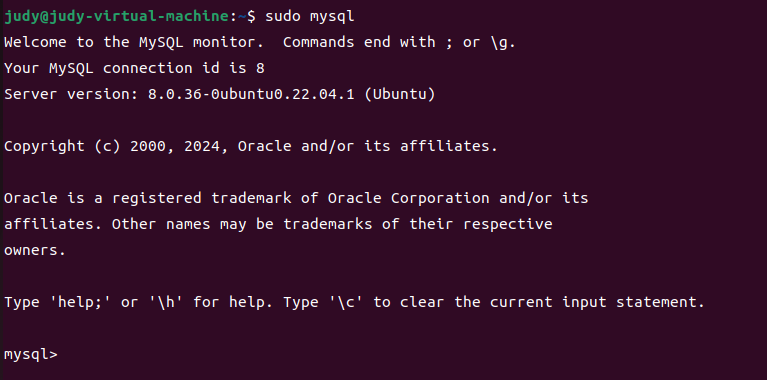 judy@judy-virtual-machine:~$ sudo mysql
Welcome to the MySQL monitor.  Commands end with ; or \g.
Your MySQL connection id is 8
Server version: 8.0.36-0ubuntu0.22.04.1 (Ubuntu)
Copyright (c) 2000, 2024, Oracle and/or its affiliates.
Oracle is a registered trademark of Oracle Corporation and/or its
affiliates. Other names may be trademarks of their respective
owners.
Type 'help;' or '\h' for help. Type '\c' to clear the current input statement.
mysql>